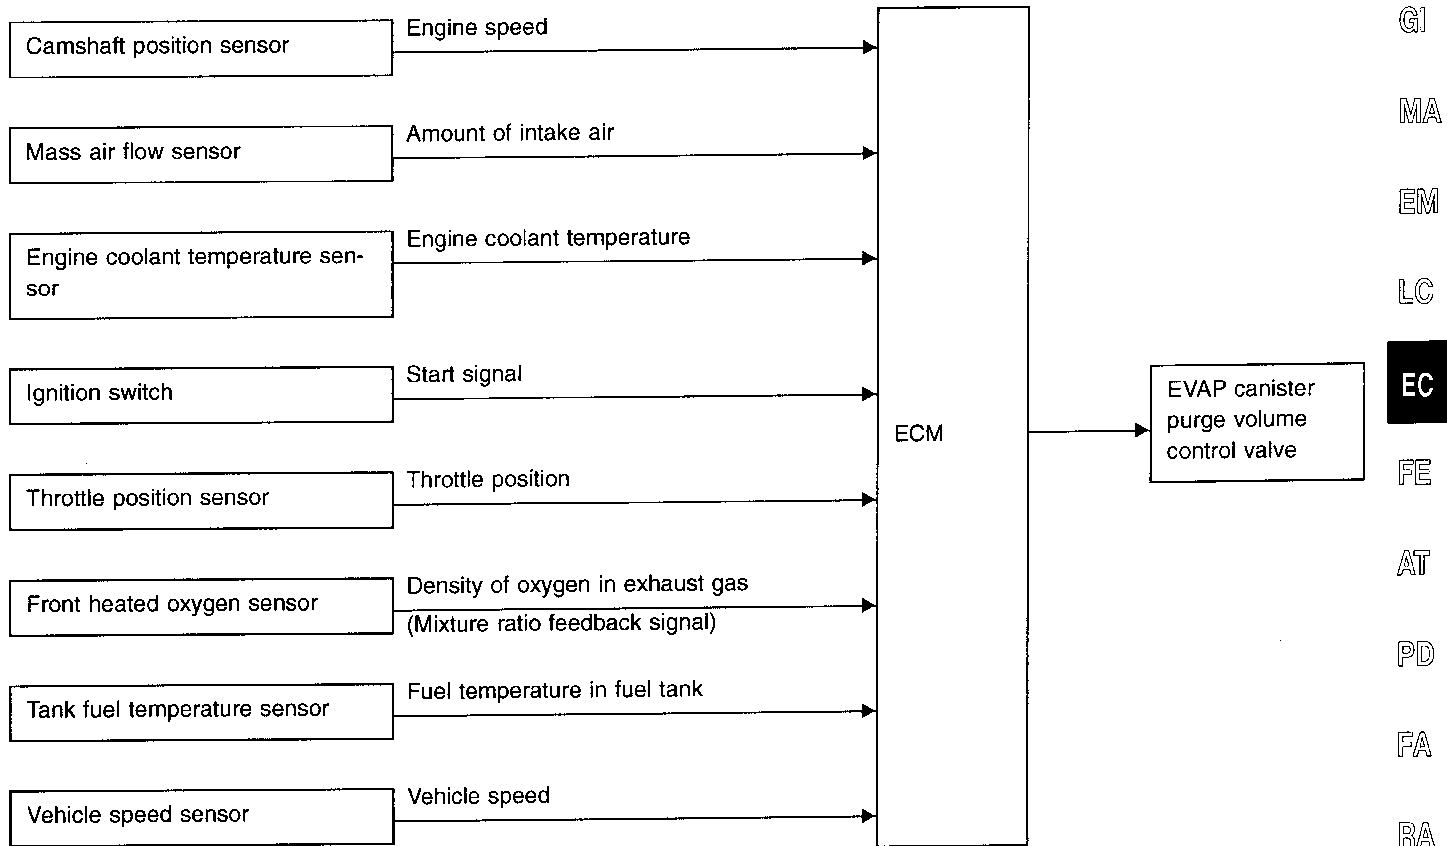 Camshaft position sensor
Engine speed
Mass air flow sensor
Amount of intake air
Engine coolant temperature sen-
sor
Engine coolant temperature
Ignition switch
Start signal
Throttle position sensor
Throttle position
Front heated oxygen sensor
Density of oxygen in exhaust gas
(Mixture ratio feedback signal)
Tank fuel temperature sensor
Fuel temperature in fuel tank
Vehicle speed sensor
Vehicle speed
ECM
EVAP canister
purge volume
control valve
GI
MA
EM
LC
EC
FE
AT
PD
FA
RA